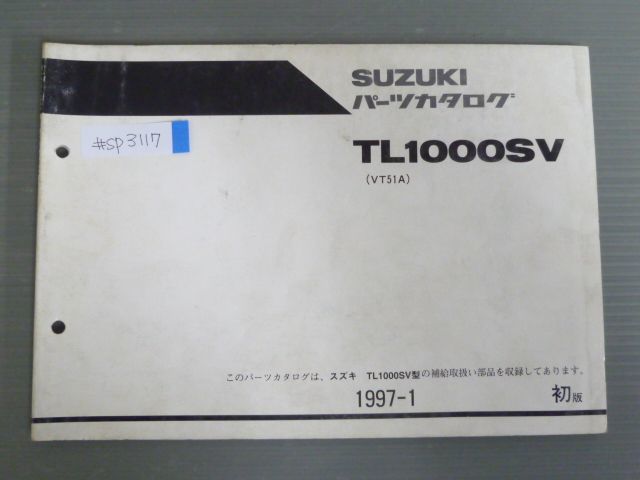 SUZUKI
パーツカタログ
#SP3117
TL1000SV
(VT51A)
このパーツカタログは、スズキ TL1000SV型の補給取扱い部品を収録してあります。
1997-1
初版